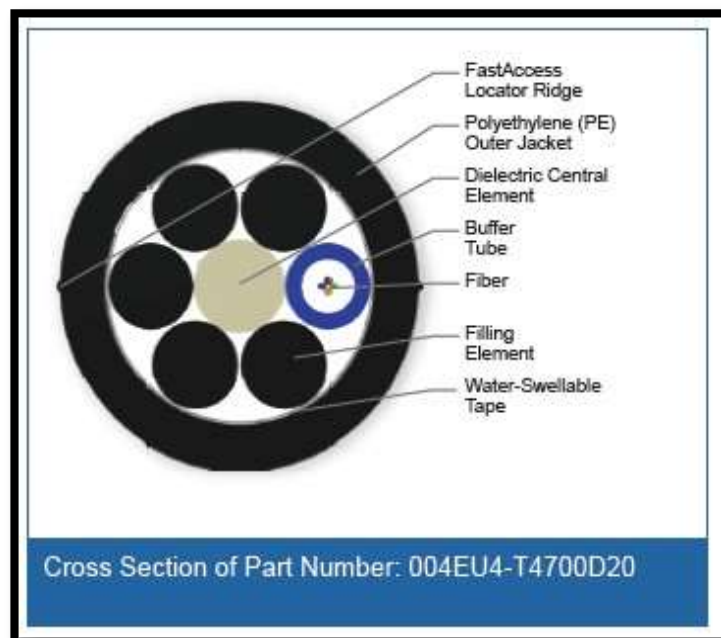 FastAccess
Locator Ridge
Polyethylene (PE)
Outer Jacket
Dielectric Central
Element
Buffer
Tube
Fiber
Filling
Element
Water-Swellable
Tape
Cross Section of Part Number: 004EU4-T4700D20